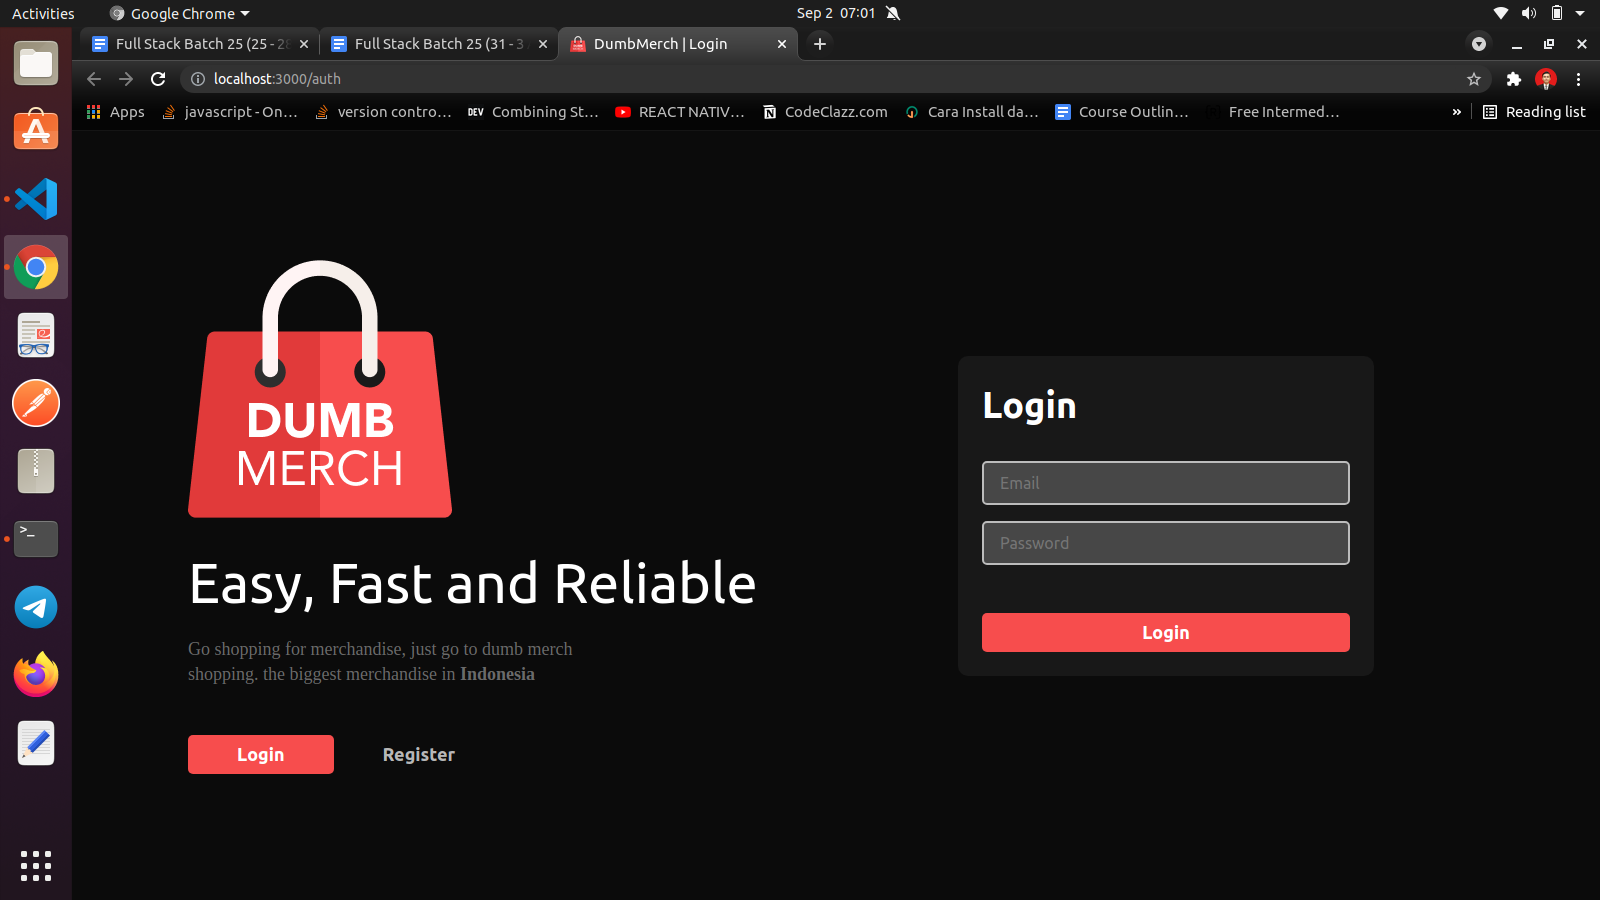 Activities
Google Chrome
Sep 2 07:01
Full Stack Batch 25 (25 - 28
Full Stack Batch 25 (31 - 3
DumbMerch | Login
localhost:3000/auth
Apps
javascript - On...
version contro...
DEV Combining St...
REACT NATIV...
CodeClazz.com
Cara Install da...
Course Outlin...
Free Intermed...
»
Reading list
DUMB
MERCH
Easy, Fast and Reliable
Go shopping for merchandise, just go to dumb merch
shopping. the biggest merchandise in Indonesia
Login
Register
Login
Email
Password
Login